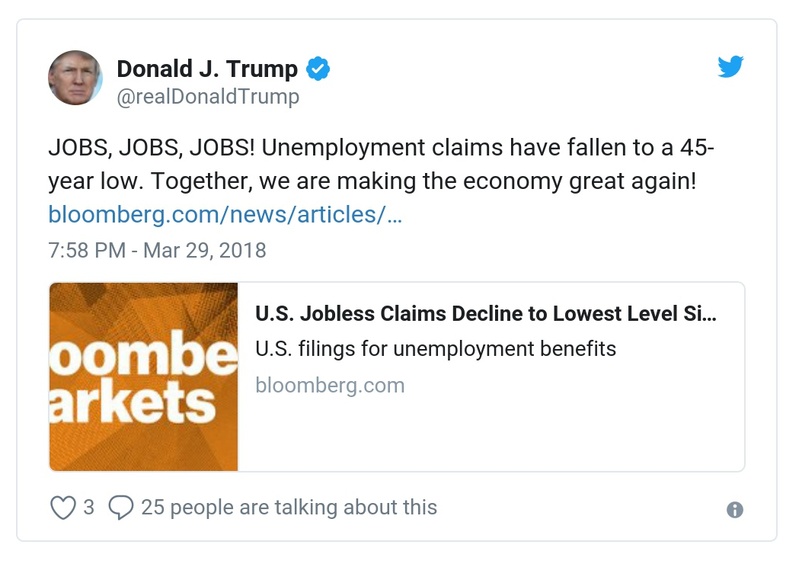 Donald J. Trump
@realDonaldTrump
JOBS, JOBS, JOBS! Unemployment claims have fallen to a 45-
year low. Together, we are making the economy great again!
bloomberg.com/news/articles/…
7:58 PM - Mar 29, 2018
oombe
arkets
U.S. Jobless Claims Decline to Lowest Level Si…
U.S. filings for unemployment benefits
bloomberg.com
3 25 people are talking about this